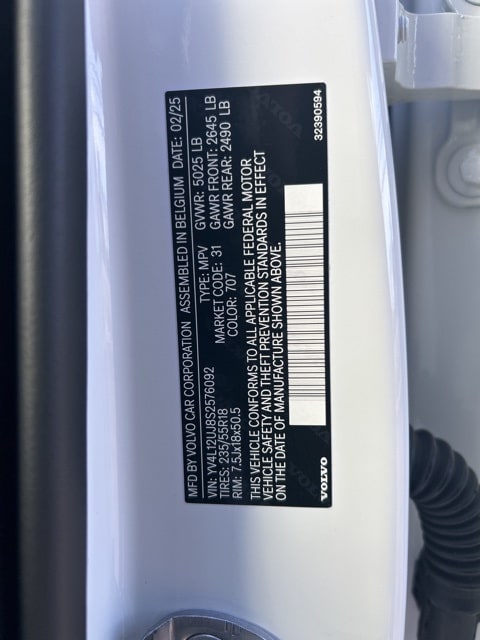 MFD BY VOLVO CAR CORPORATION ASSEMBLED IN BELGIUM DATE: 02/25
VIN: YV4L12UJ8S2576092 TYPE: MPV GVWR: 5025 LB
TIRES: 235/55R18 MARKET CODE: 31 GAWR FRONT: 2645 LB
RIM: 7.5Jx18x50.5 COLOR: 707 GAWR REAR: 2490 LB
THIS VEHICLE CONFORMS TO ALL APPLICABLE FEDERAL MOTOR
VEHICLE SAFETY AND THEFT PREVENTION STANDARDS IN EFFECT
ON THE DATE OF MANUFACTURE SHOWN ABOVE.
VOLVO 32390594